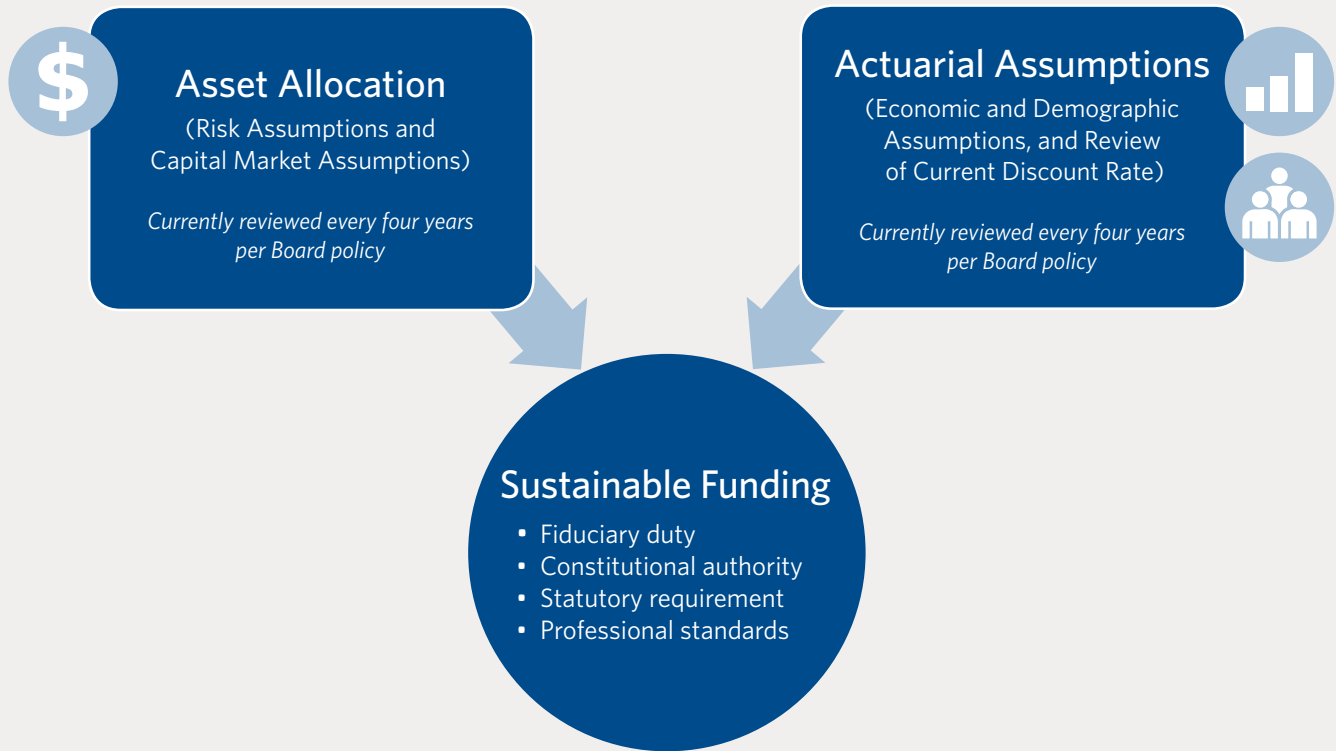 $
Asset Allocation
(Risk Assumptions and
Capital Market Assumptions)
Currently reviewed every four years
per Board policy
Actuarial Assumptions
(Economic and Demographic
Assumptions, and Review
of Current Discount Rate)
Currently reviewed every four years
per Board policy
Sustainable Funding
• Fiduciary duty
• Constitutional authority
• Statutory requirement
• Professional standards